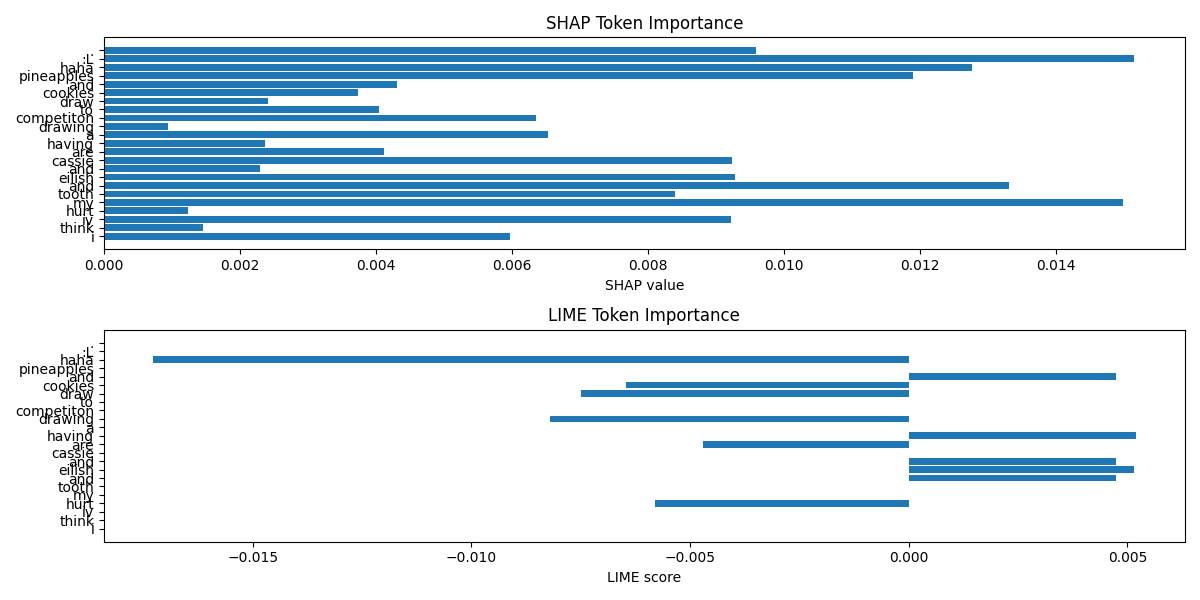 SHAP Token Importance
haha
pineapples
and
cookies
draw
to
competiton
drawing
a
having
are
cassie
and
eilish
and
tooth
my
hurt
iv
think
i
0.000 0.002 0.004 0.006 0.008 0.010 0.012 0.014
SHAP value
LIME Token Importance
haha
pineapples
and
cookies
draw
to
competiton
drawing
a
having
are
cassie
and
eilish
and
tooth
my
hurt
iv
think
i
−0.015 −0.010 −0.005 0.000 0.005
LIME score